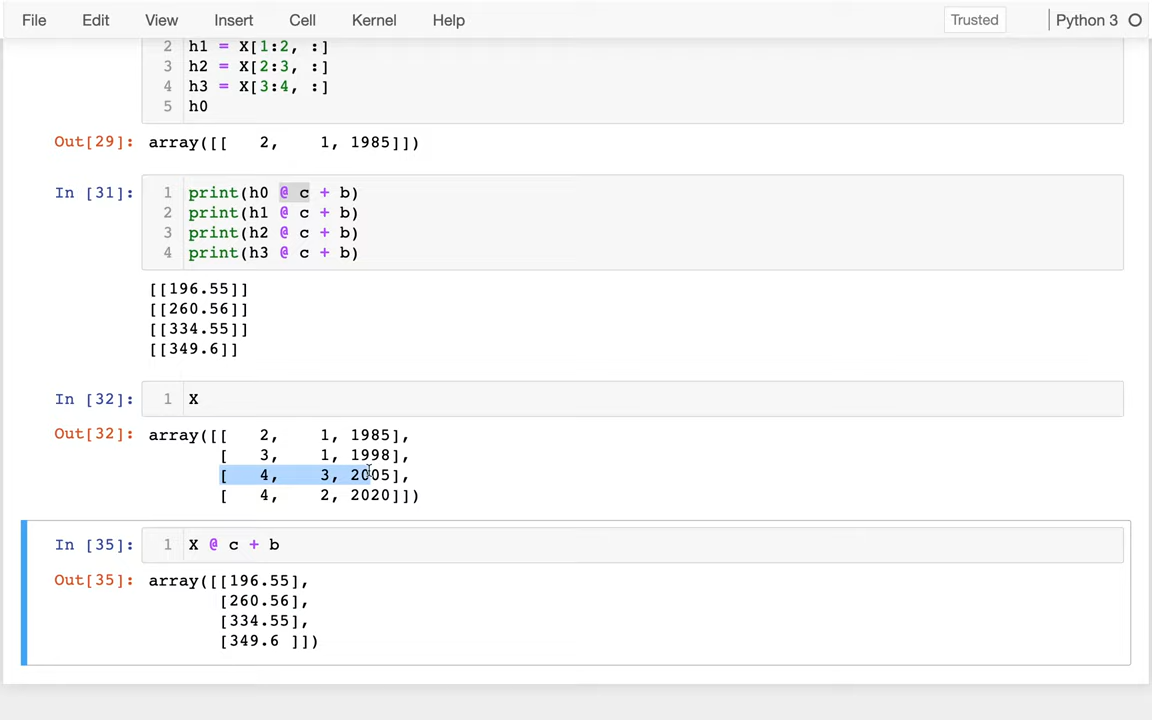 File Edit View Insert Cell Kernel Help Trusted Python 3
2 h1 = X[1:2, :]
3 h2 = X[2:3, :]
4 h3 = X[3:4, :]
5 h0
Out[29]: array([[   2,    1, 1985]])
In [31]: 1 print(h0 @ c + b)
2 print(h1 @ c + b)
3 print(h2 @ c + b)
4 print(h3 @ c + b)
[[196.55]]
[[260.56]]
[[334.55]]
[[349.6]]
In [32]: 1 X
Out[32]: array([[   2,    1, 1985],
[   3,    1, 1998],
[   4,    3, 2005],
[   4,    2, 2020]])
In [35]: 1 X @ c + b
Out[35]: array([[196.55],
[260.56],
[334.55],
[349.6 ]])